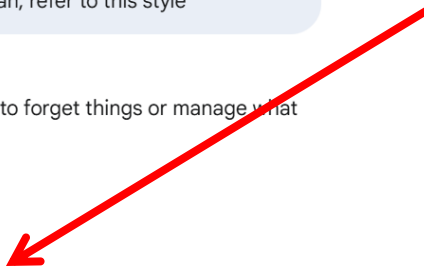 an, refer to this style
to forget things or manage what